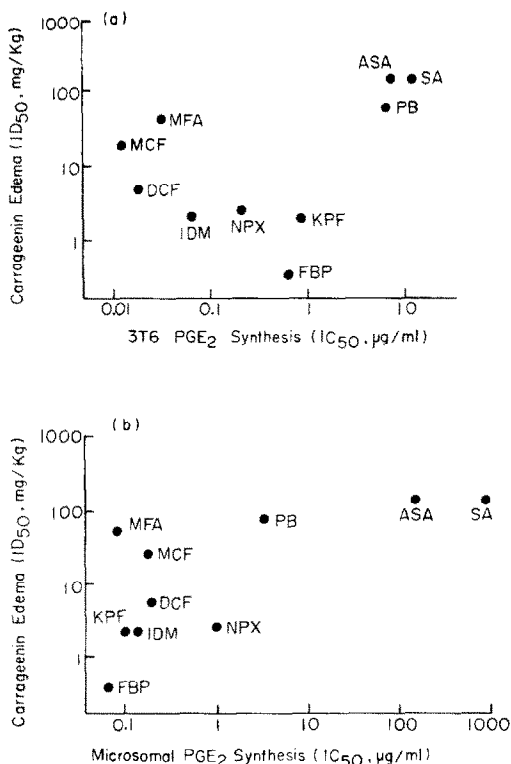 (a)
Carrageenin Edema (ID50, mg/Kg)
1000
100
10
1
ASA
SA
PB
MFA
MCF
DCF
IDM
NPX
KPF
FBP
0.01
0.1
1
1.0
3T6 PGE2 Synthesis (IC50, µg/ml)
(b)
Carrageenin Edema (ID50, mg/Kg)
1000
100
10
1
MFA
PB
ASA
SA
MCF
DCF
KPF
IDM
NPX
FBP
0.1
1
10
100
1000
Microsomal PGE2 Synthesis (IC50, µg/ml)